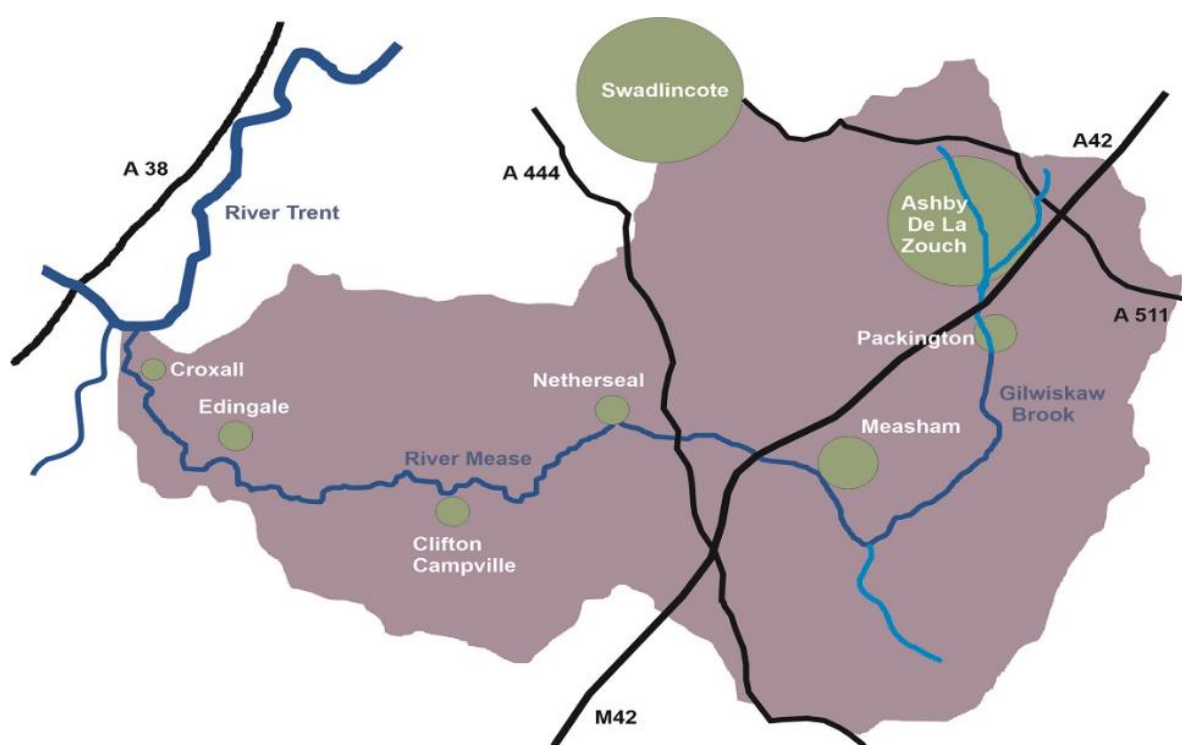 Swadlincote
A42
A 38
A 444
River Trent
Ashby
De La
Zouch
A 511
Packington
Croxall
Netherseal
Gilwiskaw
Brook
Edingale
Measham
River Mease
Clifton
Campville
M42